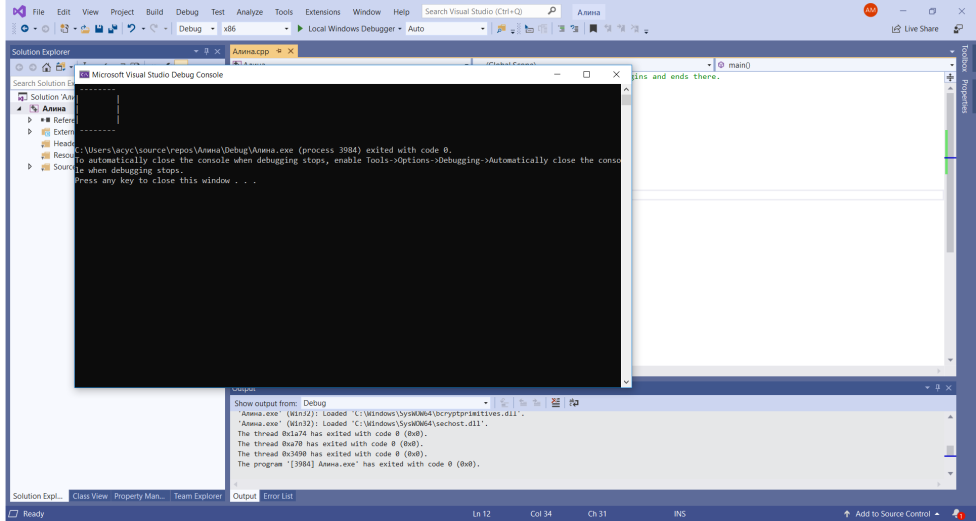 File Edit View Project Build Debug Test Analyze Tools Extensions Window Help Search Visual Studio (Ctrl+Q) Алина AM
Debug x86 Local Windows Debugger Auto Live Share
Solution Explorer
Алина.cpp
main()
Toolbox
Properties
Microsoft Visual Studio Debug Console
gins and ends there.
--------
|        |
|        |
|        |
--------
C:\Users\acyc\source\repos\Алина\Debug\Алина.exe (process 3984) exited with code 0.
To automatically close the console when debugging stops, enable Tools->Options->Debugging->Automatically close the conso
le when debugging stops.
Press any key to close this window . . .
Search Solution E
Solution 'Али
Алина
Refere
Extern
Heade
Resou
Sourc
Output
Show output from: Debug
'Алина.exe' (Win32): Loaded 'C:\Windows\SysWOW64\bcryptprimitives.dll'.
'Алина.exe' (Win32): Loaded 'C:\Windows\SysWOW64\sechost.dll'.
The thread 0x1a74 has exited with code 0 (0x0).
The thread 0xa70 has exited with code 0 (0x0).
The thread 0x3490 has exited with code 0 (0x0).
The program '[3984] Алина.exe' has exited with code 0 (0x0).
Solution Expl... Class View Property Man... Team Explorer Output Error List
Ready Ln 12 Col 34 Ch 31 INS Add to Source Control 1